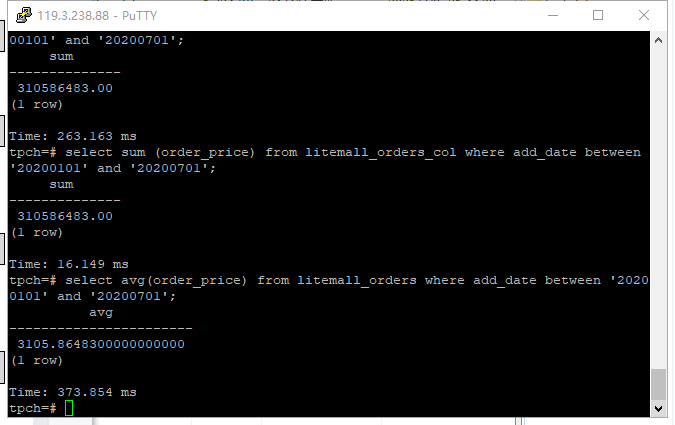 119.3.238.88 - PuTTY
00101' and '20200701';
sum
--------------
310586483.00
(1 row)
Time: 263.163 ms
tpch=# select sum (order_price) from litemall_orders_col where add_date between
'20200101' and '20200701';
sum
--------------
310586483.00
(1 row)
Time: 16.149 ms
tpch=# select avg(order_price) from litemall_orders where add_date between '2020
0101' and '20200701';
avg
-----------------------
3105.8648300000000000
(1 row)
Time: 373.854 ms
tpch=#